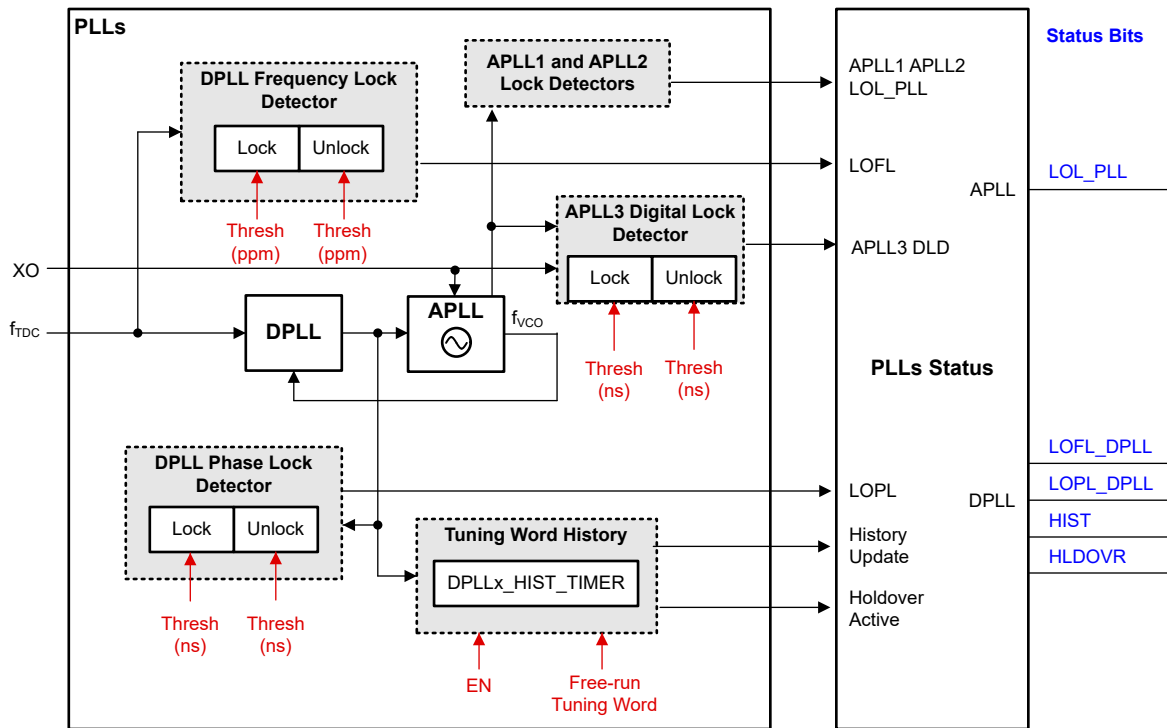 PLLs
DPLL Frequency Lock
Detector
Lock
Unlock
Thresh
(ppm)
Thresh
(ppm)
APLL1 and APLL2
Lock Detectors
APLL3 Digital Lock
Detector
Lock
Unlock
Thresh
(ns)
Thresh
(ns)
XO
fTDC
DPLL
APLL
fVCO
DPLL Phase Lock
Detector
Lock
Unlock
Thresh
(ns)
Thresh
(ns)
Tuning Word History
DPLLx_HIST_TIMER
EN
Free-run
Tuning Word
APLL1 APLL2
LOL_PLL
LOFL
APLL
APLL3 DLD
PLLs Status
LOPL
DPLL
History
Update
Holdover
Active
Status Bits
LOL_PLL
LOFL_DPLL
LOPL_DPLL
HIST
HLDOVR